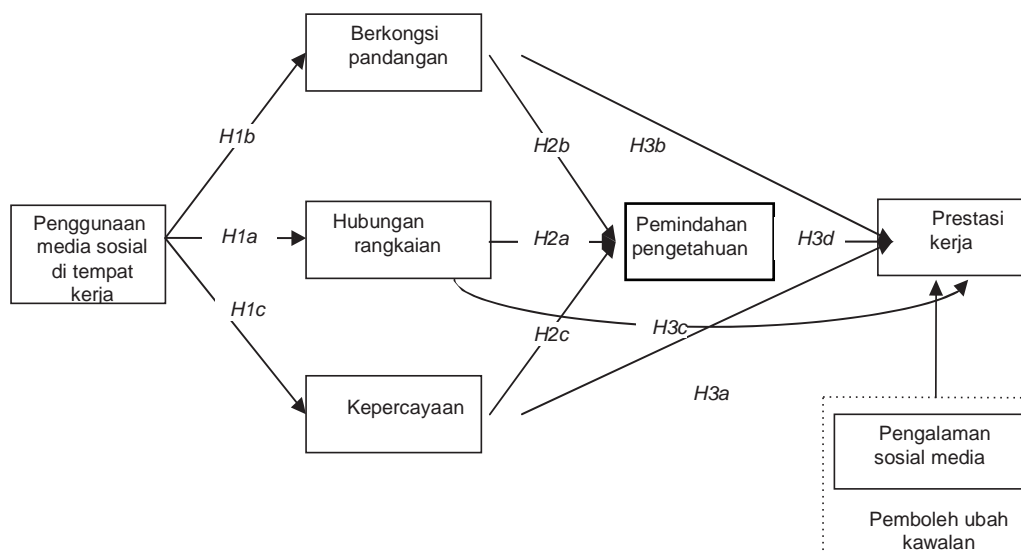 Berkongsi
pandangan
H1b
H2b
H3b
Penggunaan
media sosial
di tempat
kerja
H1a
Hubungan
rangkaian
H2a
Pemindahan
pengetahuan
H3d
Prestasi
kerja
H1c
H2c
H3c
H3a
Kepercayaan
Pengalaman
sosial media
Pemboleh ubah
kawalan